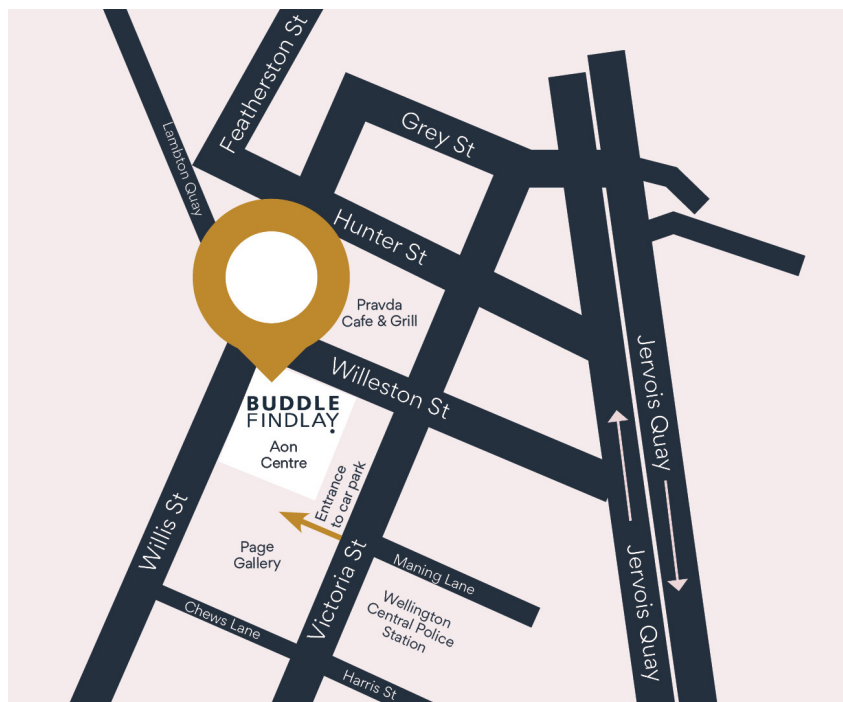 Featherston St
Grey St
Lambton Quay
Hunter St
Pravda
Cafe & Grill
Willeston St
Jervois Quay
BUDDLE
FINDLAY
Aon
Centre
Entrance
to car park
Willis St
Page
Gallery
Victoria St
Maning Lane
Jervois Quay
Wellington
Central Police
Station
Chews Lane
Harris St